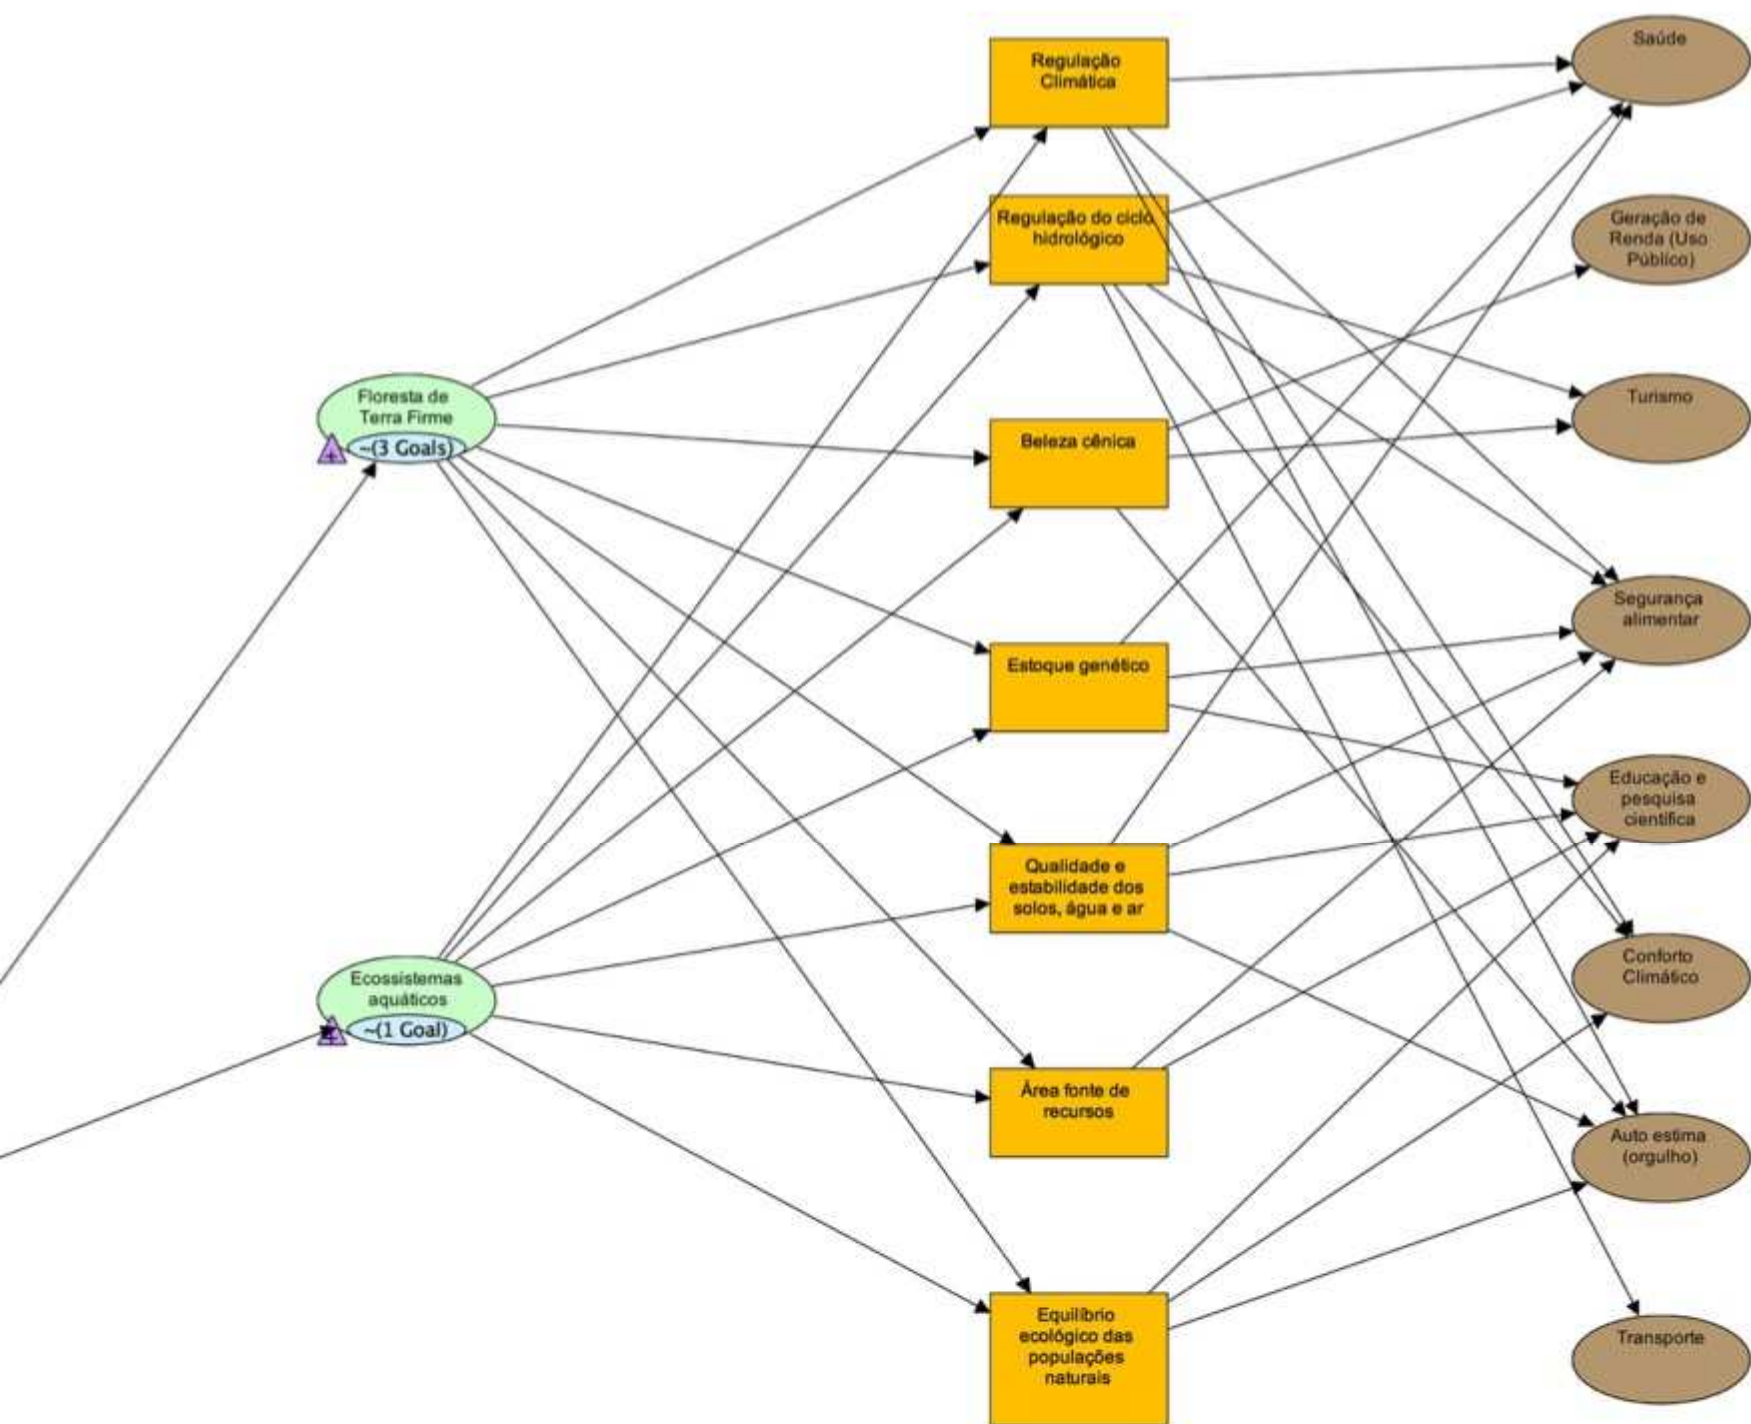 Floresta de
Terra Firme
~(3 Goals)
Ecossistemas
aquáticos
~(1 Goal)
Regulação
Climática
Regulação do ciclo
hidrológico
Beleza cênica
Estoque genético
Qualidade e
estabilidade dos
solos, água e ar
Área fonte de
recursos
Equilíbrio
ecológico das
populações
naturais
Saúde
Geração de
Renda (Uso
Público)
Turismo
Segurança
alimentar
Educação e
pesquisa
científica
Conforto
Climático
Auto estima
(orgulho)
Transporte